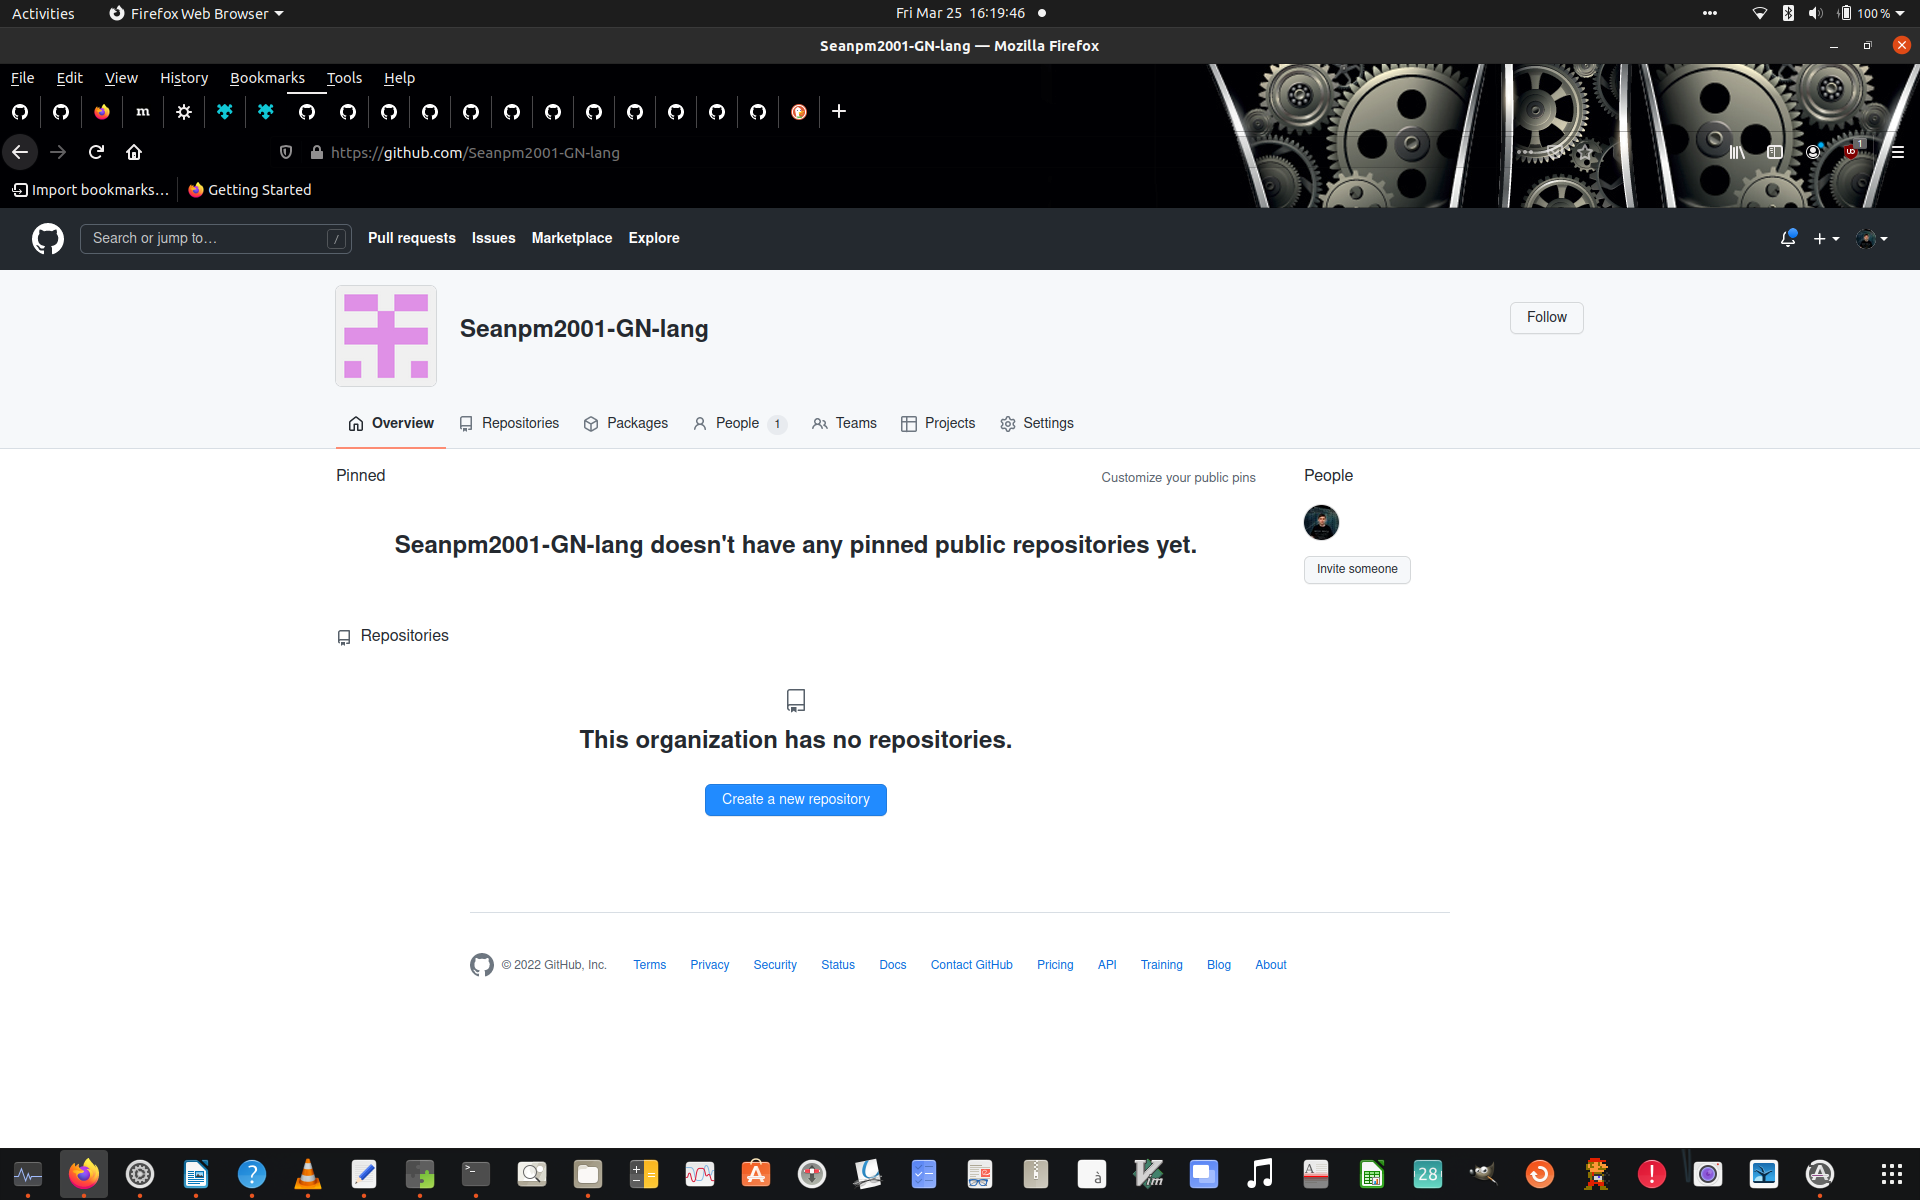 Activities
Firefox Web Browser
Fri Mar 25 16:19:46
100 %
Seanpm2001-GN-lang — Mozilla Firefox
File Edit View History Bookmarks Tools Help
m
https://github.com/Seanpm2001-GN-lang
1
Import bookmarks…
Getting Started
Search or jump to…
/
Pull requests
Issues
Marketplace
Explore
Seanpm2001-GN-lang
Follow
Overview
Repositories
Packages
People 1
Teams
Projects
Settings
Pinned
Customize your public pins
People
Seanpm2001-GN-lang doesn't have any pinned public repositories yet.
Invite someone
Repositories
This organization has no repositories.
Create a new repository
© 2022 GitHub, Inc.
Terms
Privacy
Security
Status
Docs
Contact GitHub
Pricing
API
Training
Blog
About
28